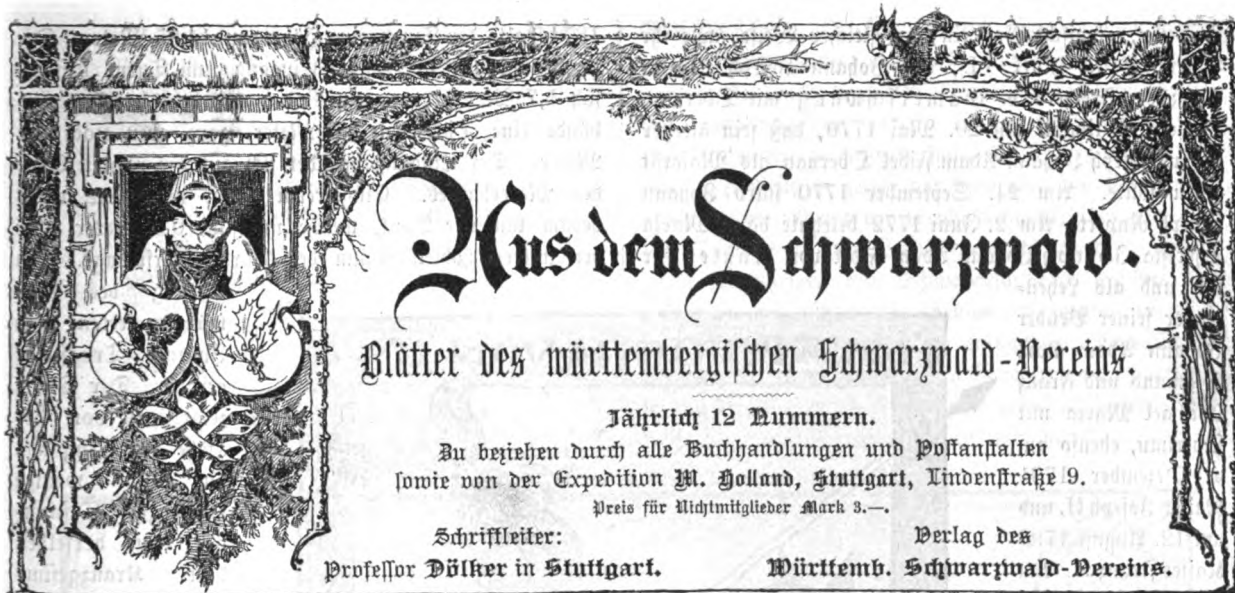 Aus dem Schwarzwald
Blätter des württembergischen Schwarzwald-Vereins.
Jährlich 12 Nummern.
Zu beziehen durch alle Buchhandlungen und Postanstalten
sowie von der Expedition M. Holland, Stuttgart, Lindenstraße 9.
Preis für Nichtmitglieder Mark 3.—.
Schriftleiter:
Professor Dölker in Stuttgart.
Verlag des
Württemb. Schwarzwald-Vereins.